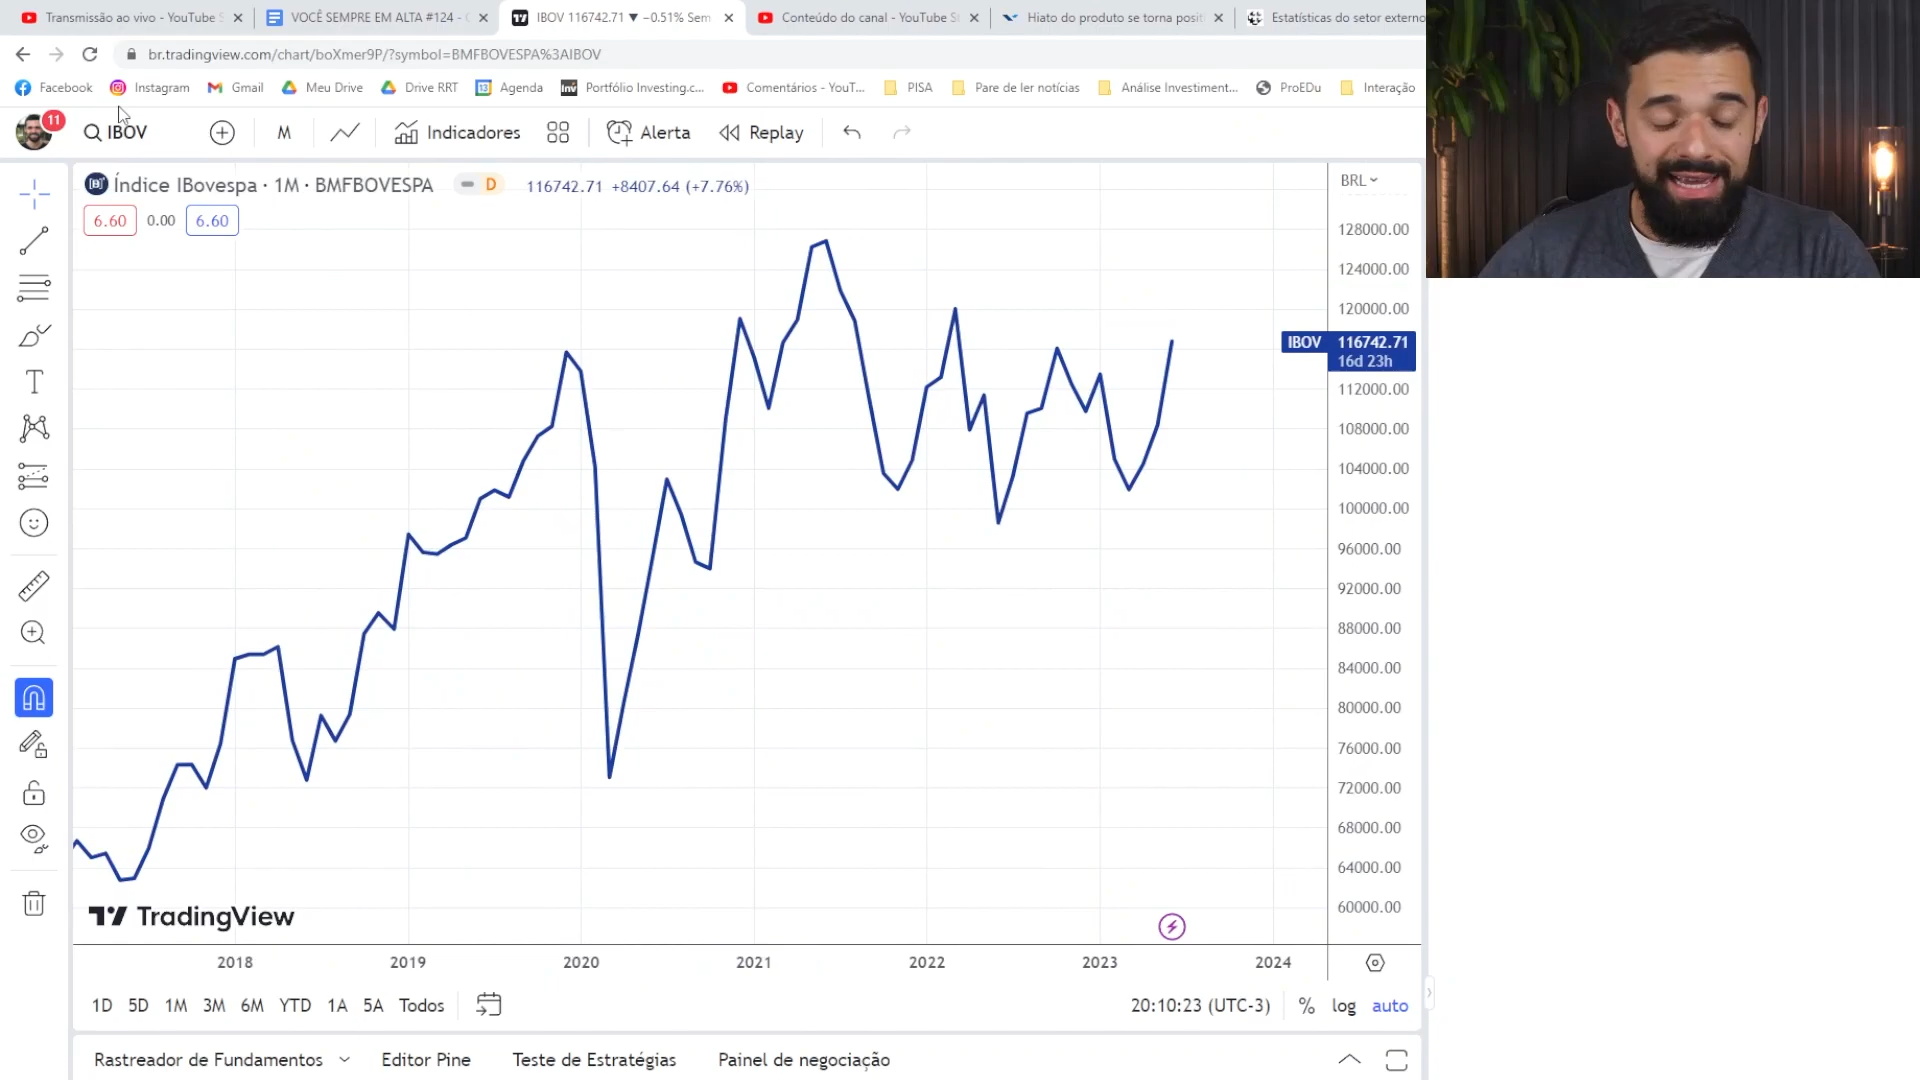 Transmissão ao vivo - YouTube S
VOCÊ SEMPRE EM ALTA #124 -
IBOV 116742.71 ▼ −0.51% Sem
Conteúdo do canal - YouTube S
Hiato do produto se torna posit
Estatísticas do setor externo
br.tradingview.com/chart/boXmer9P/?symbol=BMFBOVESPA%3AIBOV
Facebook
Instagram
Gmail
Meu Drive
Drive RRT
Agenda
Inv
Portfólio Investing.c...
Comentários - YouT...
PISA
Pare de ler notícias
Análise Investiment...
ProEdu
Interação
11
IBOV
M
Indicadores
Alerta
Replay
Índice IBovespa · 1M · BMFBOVESPA
D
116742.71 +8407.64 (+7.76%)
6.60
0.00
6.60
BRL
128000.00
124000.00
120000.00
IBOV 116742.71
16d 23h
112000.00
108000.00
104000.00
100000.00
96000.00
92000.00
88000.00
84000.00
80000.00
76000.00
72000.00
68000.00
64000.00
60000.00
TradingView
2018
2019
2020
2021
2022
2023
2024
1D 5D 1M 3M 6M YTD 1A 5A Todos
20:10:23 (UTC-3)
% log auto
Rastreador de Fundamentos
Editor Pine
Teste de Estratégias
Painel de negociação